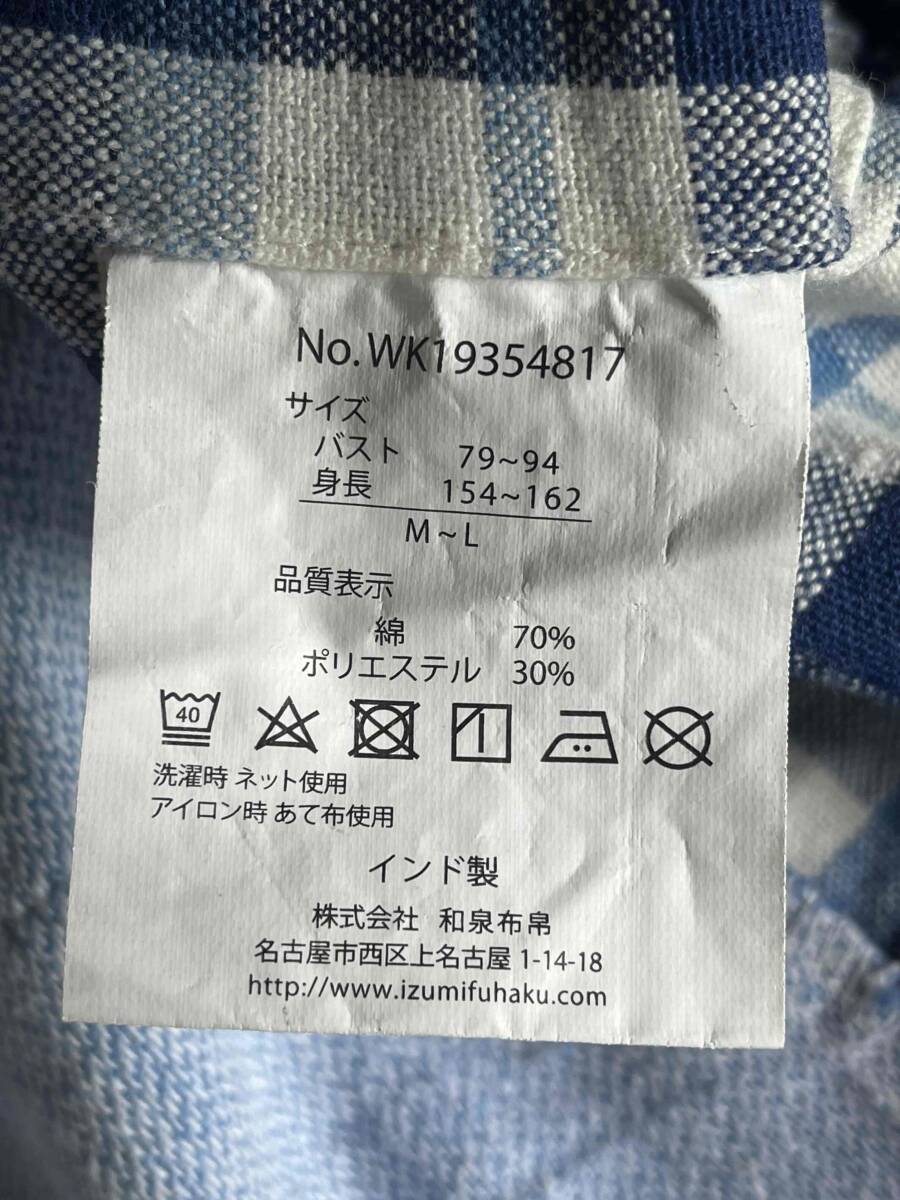 No.WK19354817
サイズ
バスト 79~94
身長 154~162
M~L
品質表示
綿 70%
ポリエステル 30%
40
洗濯時 ネット使用
アイロン時 あて布使用
インド製
株式会社 和泉布帛
名古屋市西区上名古屋 1-14-18
http://www.izumifuhaku.com